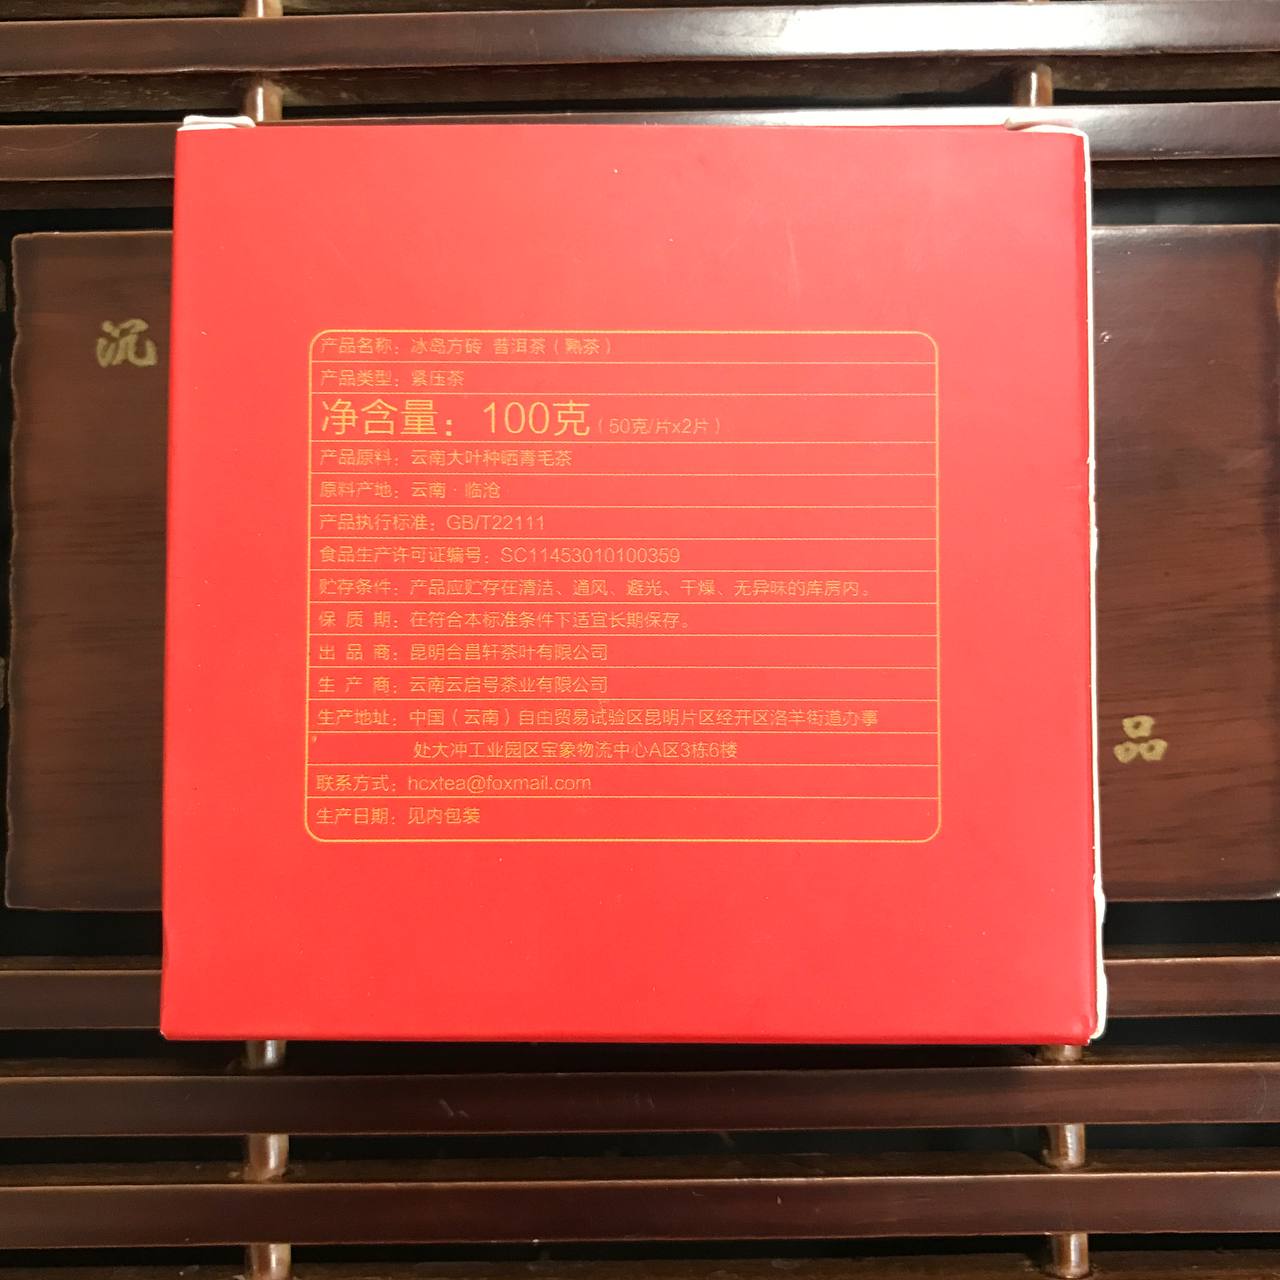 产品名称：冰岛方砖 普洱茶（熟茶）
产品类型：紧压茶
净含量：100克（50克/片x2片）
产品原料：云南大叶种晒青毛茶
原料产地：云南·临沧
产品执行标准：GB/T22111
食品生产许可证编号：SC11453010100359
贮存条件：产品应贮存在清洁、通风、避光、干燥、无异味的库房内。
保 质 期：在符合本标准条件下适宜长期保存。
出 品 商：昆明合昌轩茶叶有限公司
生 产 商：云南云启号茶业有限公司
生产地址：中国（云南）自由贸易试验区昆明片区经开区洛羊街道办事
处大冲工业园区宝象物流中心A区3栋6楼
联系方式：hcxtea@foxmail.com
生产日期：见内包装
沉
品